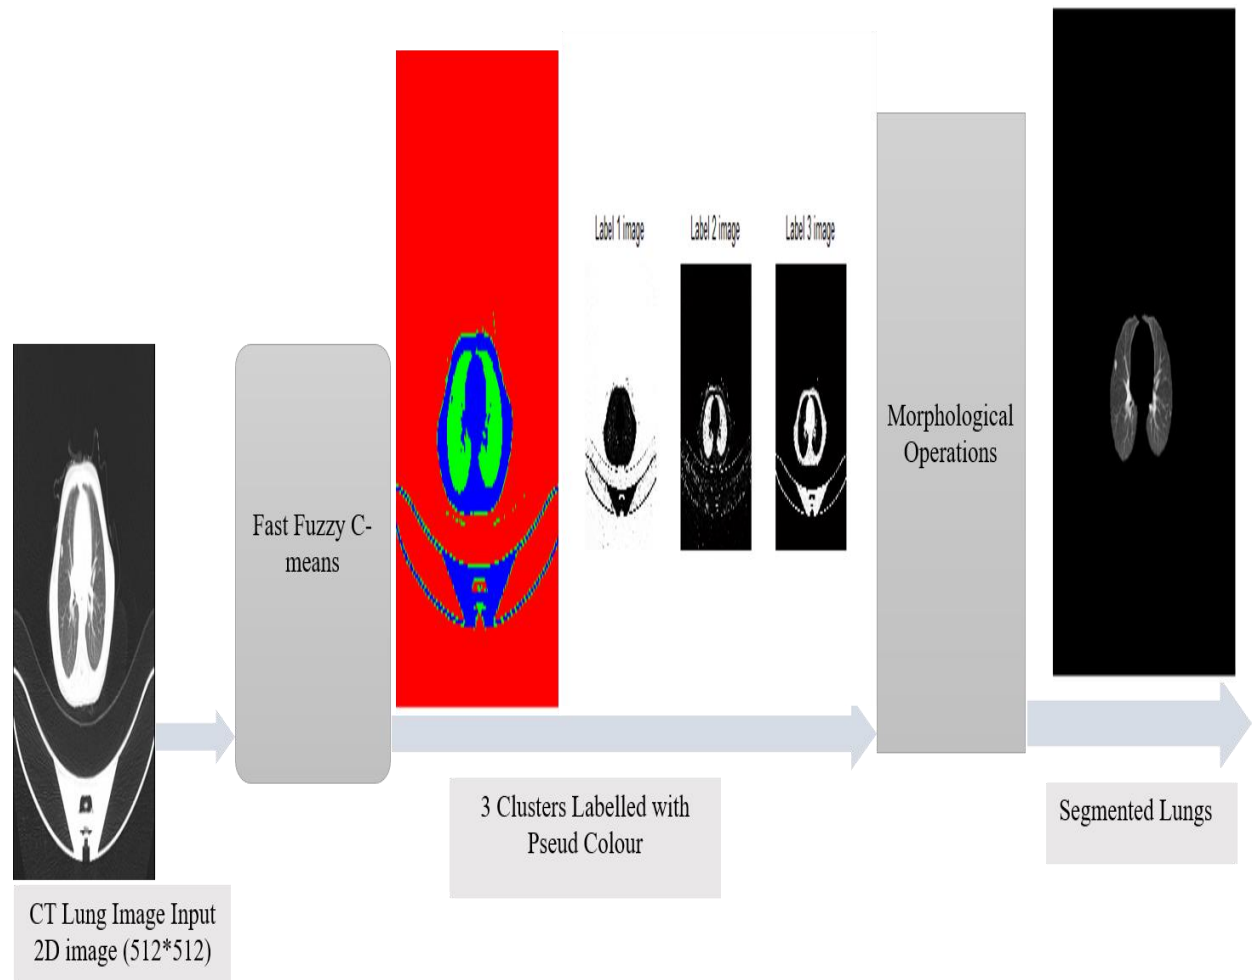 Label 1 image
Label 2 image
Label 3 image
Fast Fuzzy C-
means
Morphological
Operations
3 Clusters Labelled with
Pseud Colour
Segmented Lungs
CT Lung Image Input
2D image (512*512)